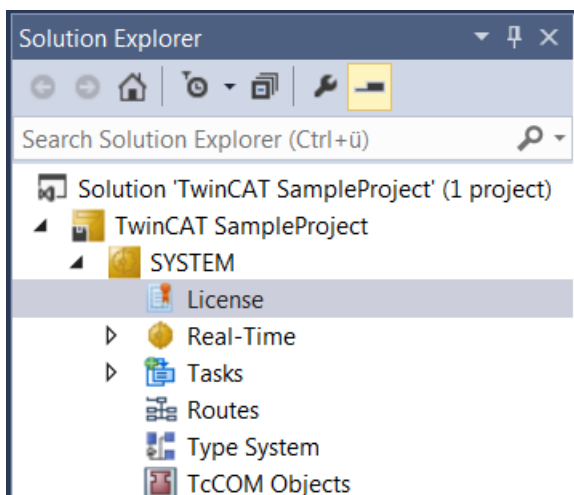 Solution Explorer
Search Solution Explorer (Ctrl+ü)
Solution 'TwinCAT SampleProject' (1 project)
TwinCAT SampleProject
SYSTEM
License
Real-Time
Tasks
Routes
Type System
TcCOM Objects